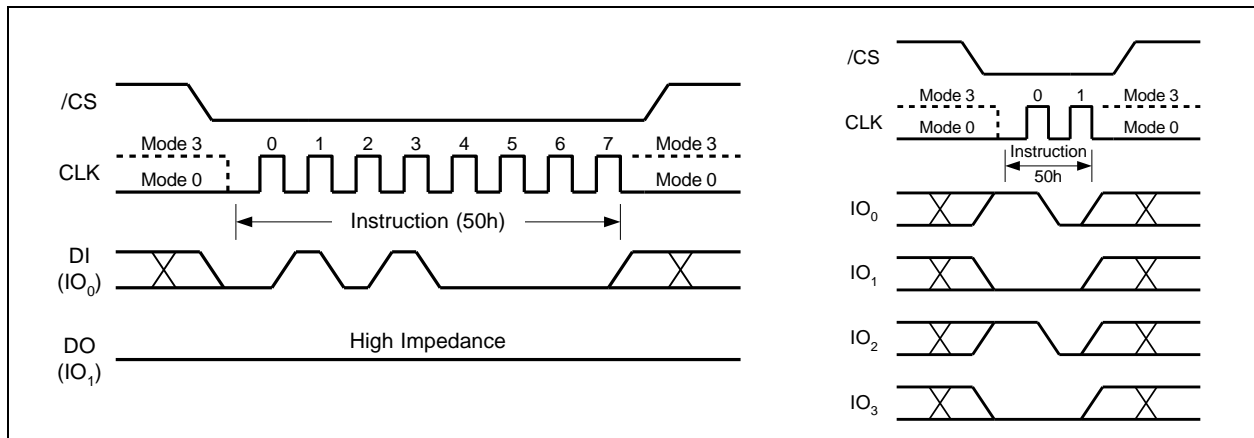 /CS
Mode 3 0 1 2 3 4 5 6 7 Mode 3
CLK
Mode 0 Mode 0
Instruction (50h)
DI
(IO0)
High Impedance
DO
(IO1)
/CS
Mode 3 0 1 Mode 3
CLK
Mode 0 Mode 0
Instruction
50h
IO0
IO1
IO2
IO3